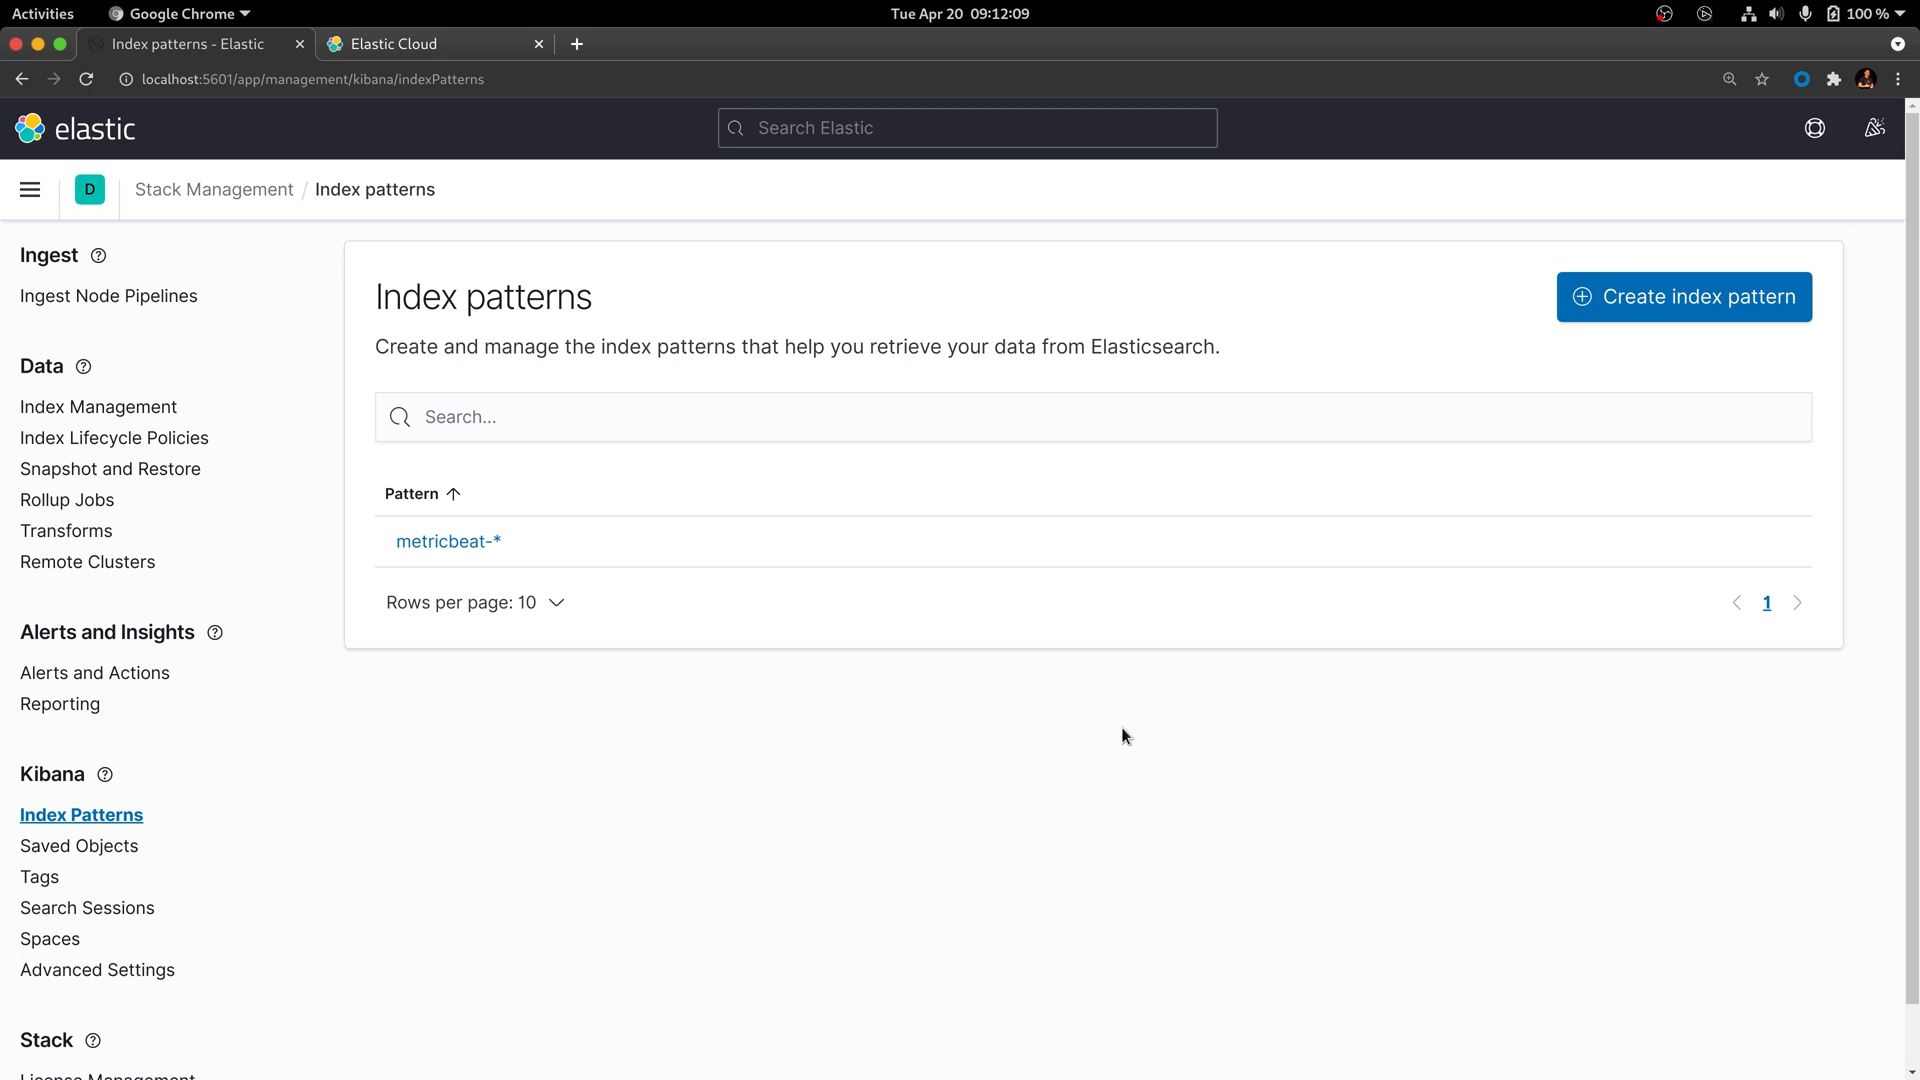 Activities Google Chrome Tue Apr 20 09:12:09 100 %
Index patterns - Elastic Elastic Cloud
localhost:5601/app/management/kibana/indexPatterns
elastic Search Elastic
D Stack Management / Index patterns
Ingest
Ingest Node Pipelines
Data
Index Management
Index Lifecycle Policies
Snapshot and Restore
Rollup Jobs
Transforms
Remote Clusters
Alerts and Insights
Alerts and Actions
Reporting
Kibana
Index Patterns
Saved Objects
Tags
Search Sessions
Spaces
Advanced Settings
Stack
License Management
Index patterns
Create index pattern
Create and manage the index patterns that help you retrieve your data from Elasticsearch.
Search...
Pattern
metricbeat-*
Rows per page: 10
1